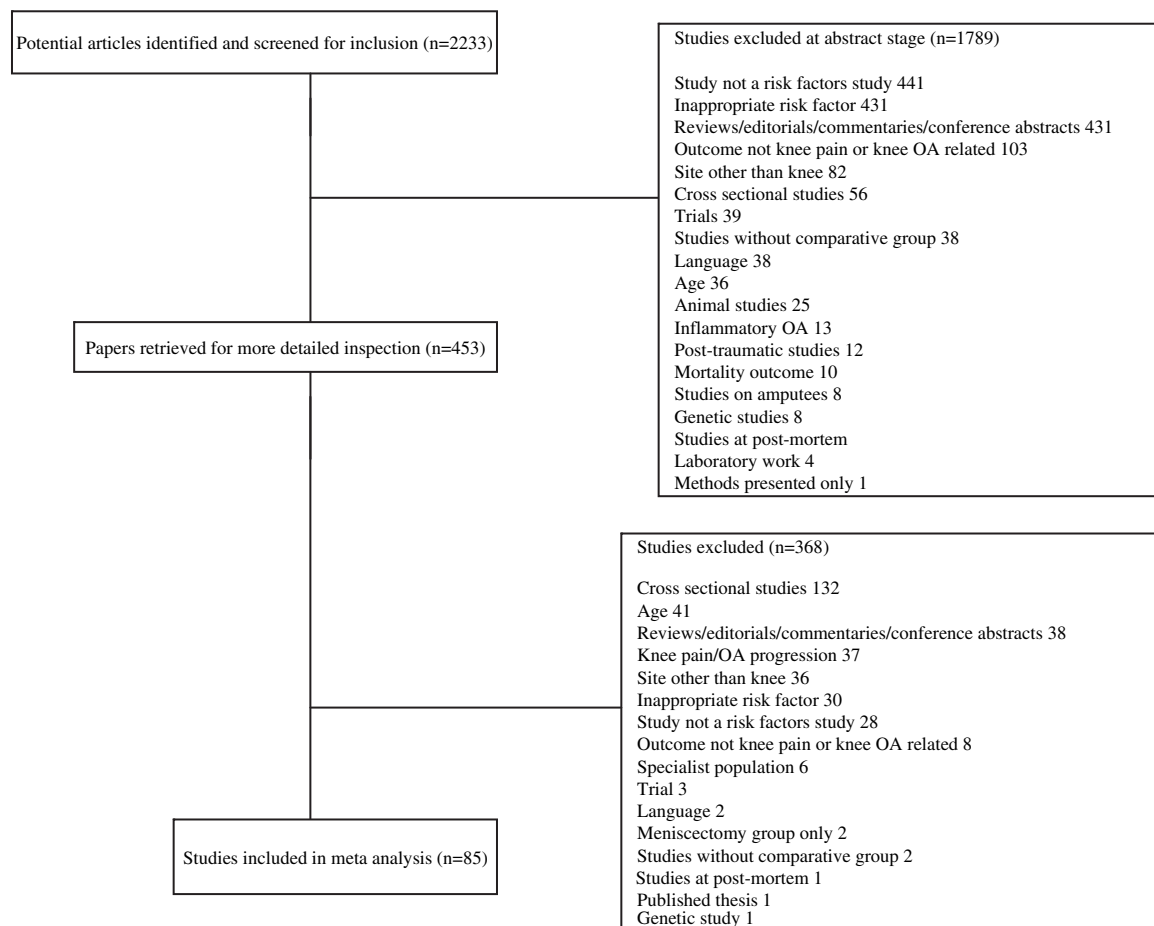 Potential articles identified and screened for inclusion (n=2233)
Studies excluded at abstract stage (n=1789)
Study not a risk factors study 441
Inappropriate risk factor 431
Reviews/editorials/commentaries/conference abstracts 431
Outcome not knee pain or knee OA related 103
Site other than knee 82
Cross sectional studies 56
Trials 39
Studies without comparative group 38
Language 38
Age 36
Animal studies 25
Inflammatory OA 13
Post-traumatic studies 12
Mortality outcome 10
Studies on amputees 8
Genetic studies 8
Studies at post-mortem
Laboratory work 4
Methods presented only 1
Papers retrieved for more detailed inspection (n=453)
Studies excluded (n=368)
Cross sectional studies 132
Age 41
Reviews/editorials/commentaries/conference abstracts 38
Knee pain/OA progression 37
Site other than knee 36
Inappropriate risk factor 30
Study not a risk factors study 28
Outcome not knee pain or knee OA related 8
Specialist population 6
Trial 3
Language 2
Meniscectomy group only 2
Studies without comparative group 2
Studies at post-mortem 1
Published thesis 1
Genetic study 1
Studies included in meta analysis (n=85)